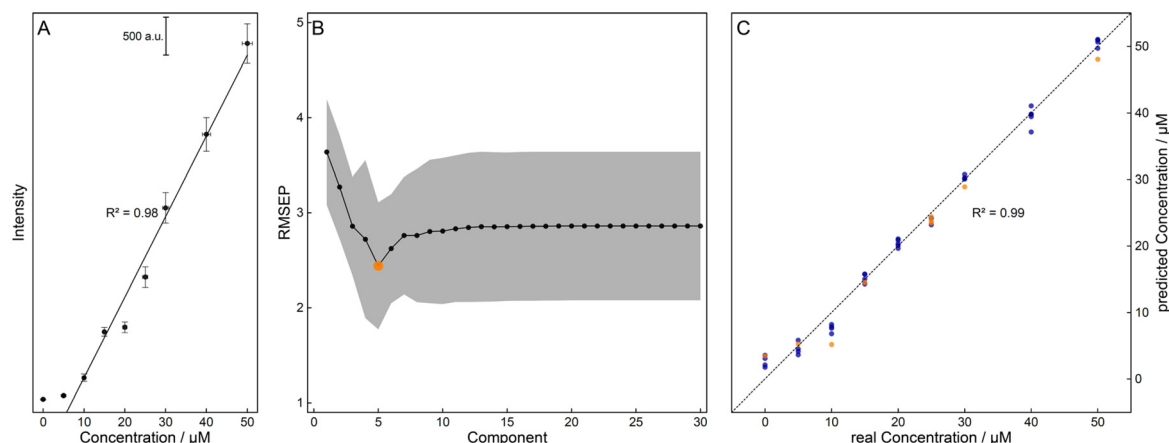 A
500 a.u.
R² = 0.98
Intensity
0 10 20 30 40 50
Concentration / µM
B
5
4
3
2
1
RMSEP
0 5 10 15 20 25 30
Component
C
50
40
30
20
10
0
R² = 0.99
predicted Concentration / µM
0 10 20 30 40 50
real Concentration / µM